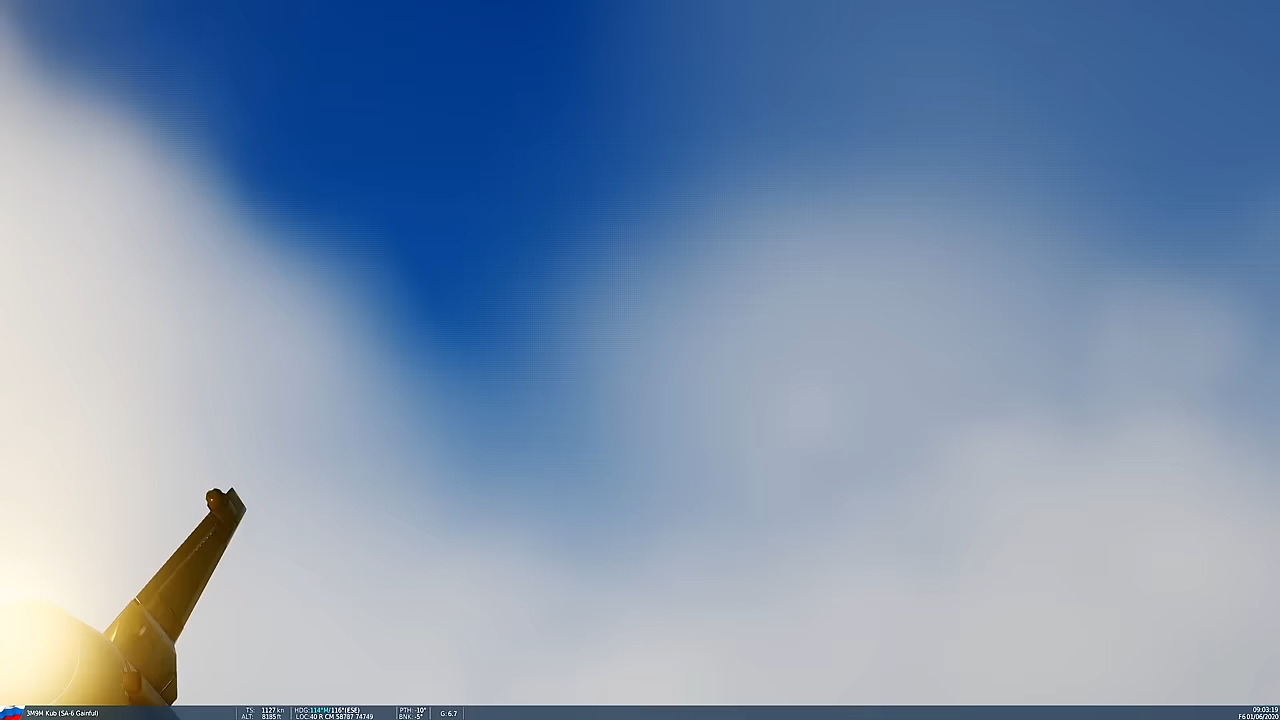 3M9M Kub (SA-6 Gainful)
TS: 1127 kn
ALT: 8185 ft
HDG:114°M/116°(ESE)
LOC:40 R CM 58787 74749
PTH: -10°
BNK: -5°
G: 6.7
09:03:19
F6 01/06/2020